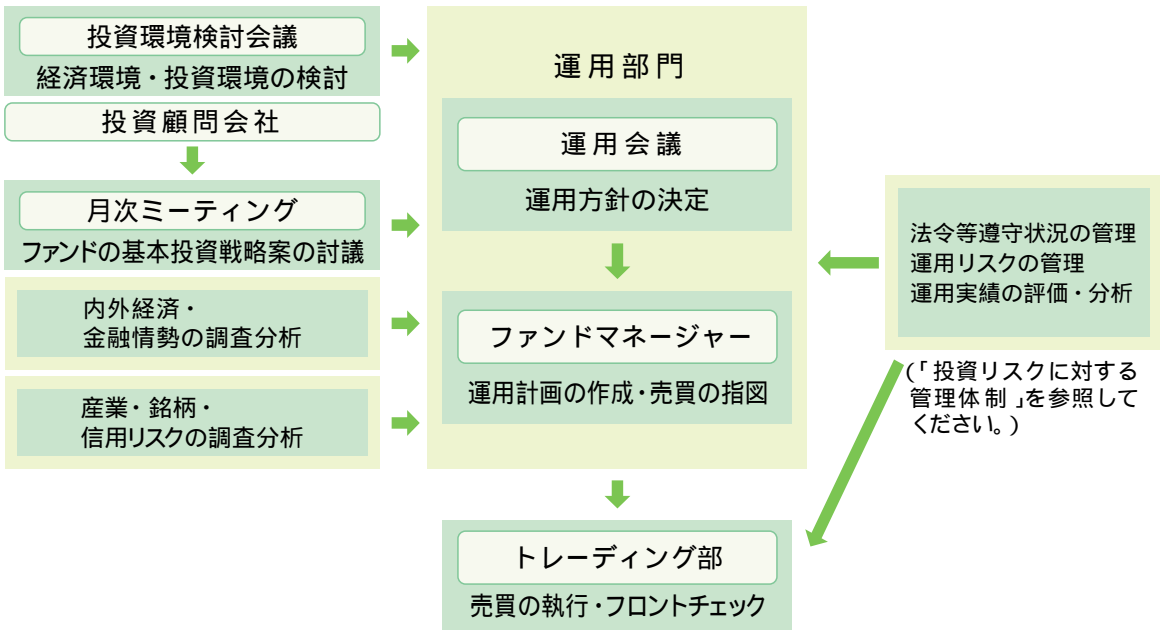 投資環境検討会議
経済環境・投資環境の検討
投資顧問会社
月次ミーティング
ファンドの基本投資戦略案の討議
内外経済・
金融情勢の調査分析
産業・銘柄・
信用リスクの調査分析
運用部門
運用会議
運用方針の決定
ファンドマネージャー
運用計画の作成・売買の指図
トレーディング部
売買の執行・フロントチェック
法令等遵守状況の管理
運用リスクの管理
運用実績の評価・分析
(「投資リスクに対する
管理体制」を参照して
ください。)